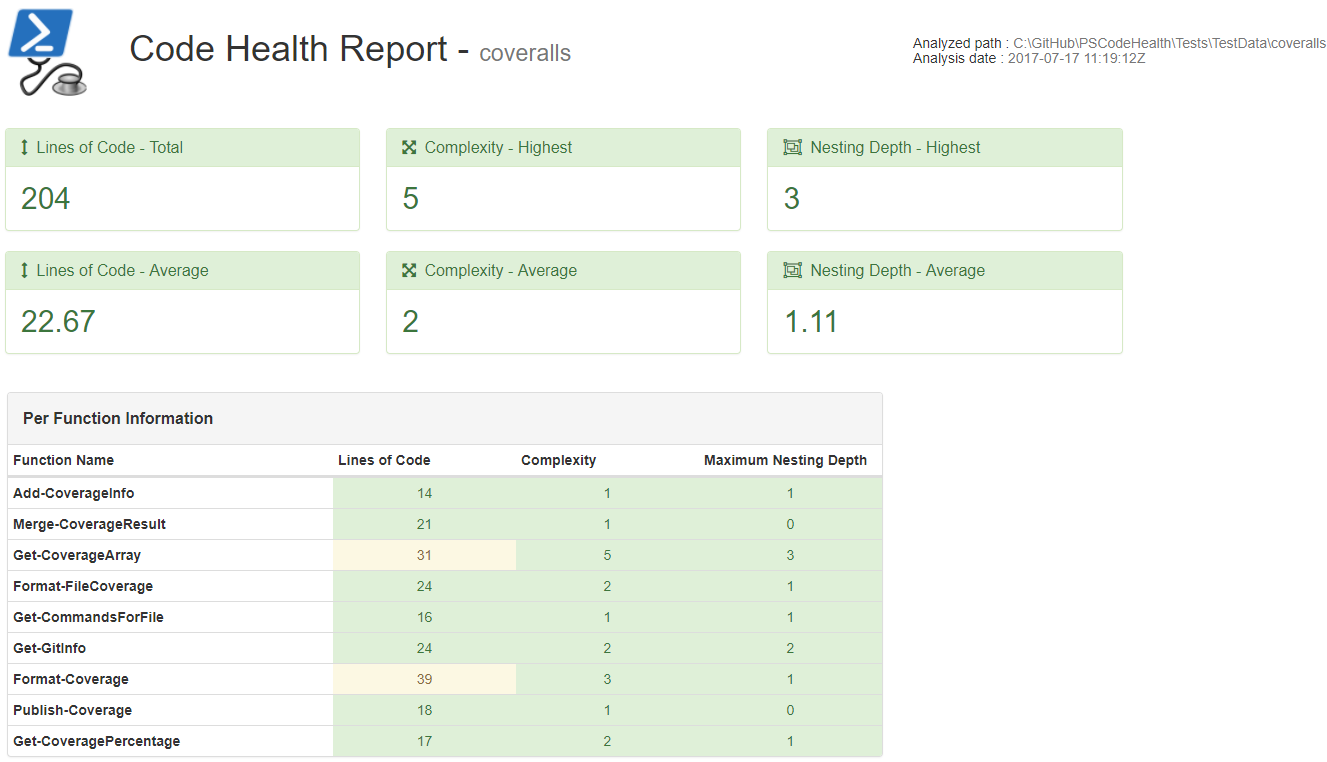 Code Health Report - coveralls
Analyzed path : C:\GitHub\PSCodeHealth\Tests\TestData\coveralls
Analysis date : 2017-07-17 11:19:12Z
Lines of Code - Total
204
Complexity - Highest
5
Nesting Depth - Highest
3
Lines of Code - Average
22.67
Complexity - Average
2
Nesting Depth - Average
1.11
Per Function Information
Function Name Lines of Code Complexity Maximum Nesting Depth
Add-CoverageInfo 14 1 1
Merge-CoverageResult 21 1 0
Get-CoverageArray 31 5 3
Format-FileCoverage 24 2 1
Get-CommandsForFile 16 1 1
Get-GitInfo 24 2 2
Format-Coverage 39 3 1
Publish-Coverage 18 1 0
Get-CoveragePercentage 17 2 1